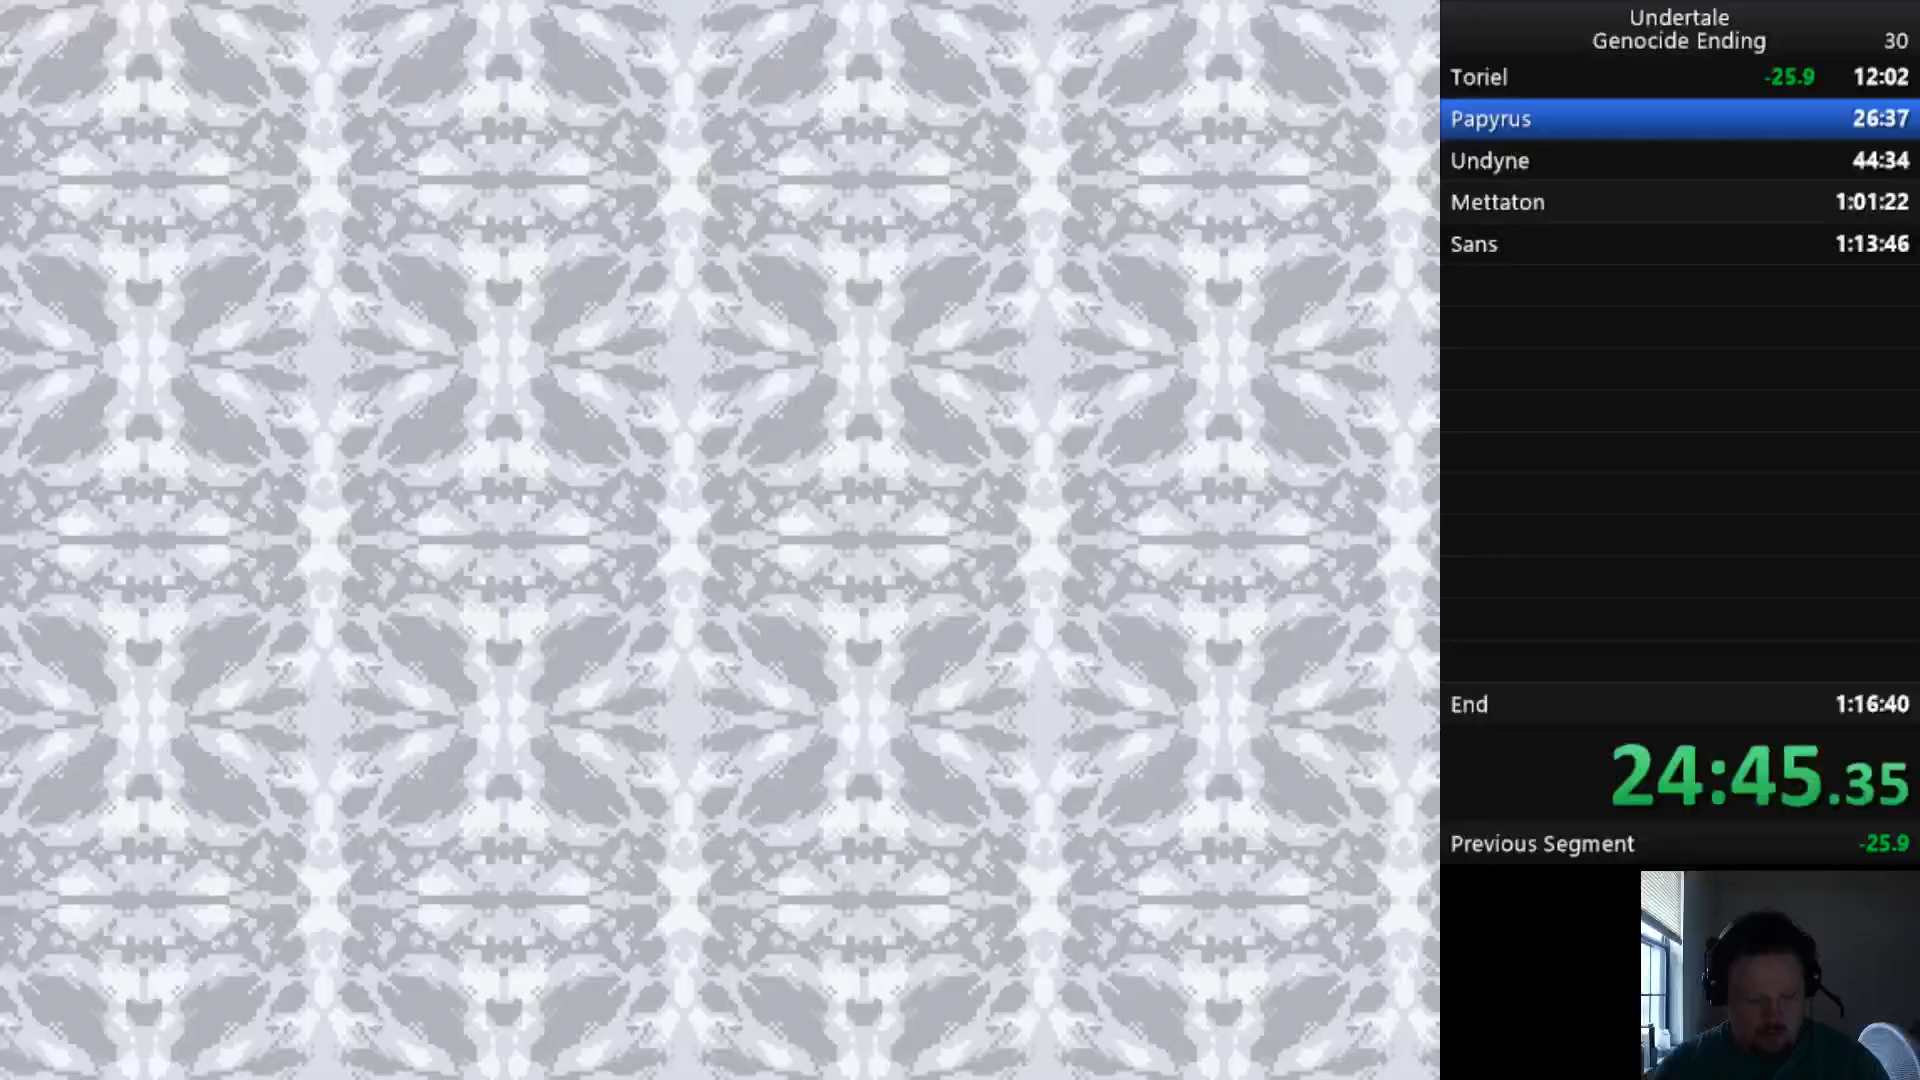 Undertale
Genocide Ending 30
Toriel -25.9 12:02
Papyrus 26:37
Undyne 44:34
Mettaton 1:01:22
Sans 1:13:46
End 1:16:40
24:45.35
Previous Segment -25.9